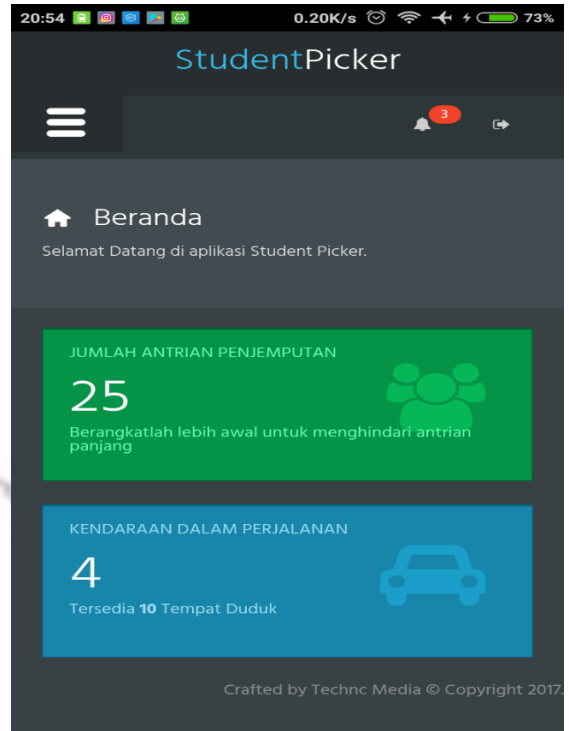 20:54 0.20K/s 73%
StudentPicker
3
Beranda
Selamat Datang di aplikasi Student Picker.
JUMLAH ANTRIAN PENJEMPUTAN
25
Berangkatlah lebih awal untuk menghindari antrian
panjang
KENDARAAN DALAM PERJALANAN
4
Tersedia 10 Tempat Duduk
Crafted by Technc Media © Copyright 2017.